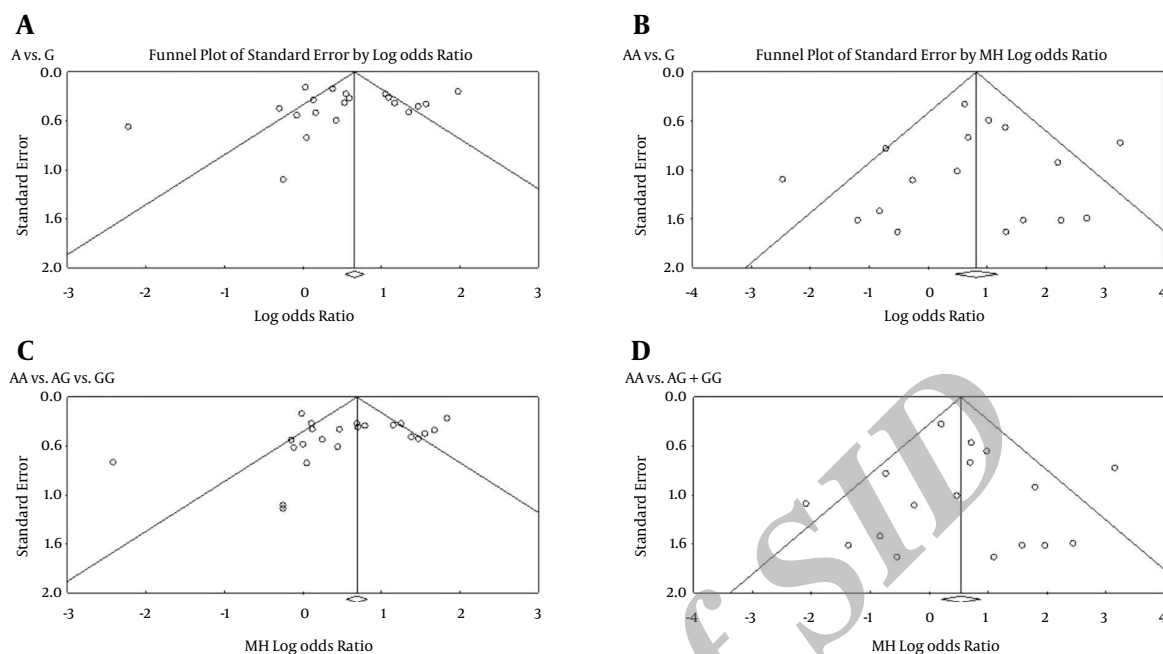 A
A vs. G
Funnel Plot of Standard Error by Log odds Ratio
Standard Error
0.0
0.6
1.0
1.6
2.0
-3 -2 -1 0 1 2 3
Log odds Ratio
B
AA vs. G
Funnel Plot of Standard Error by MH Log odds Ratio
Standard Error
0.0
0.6
1.0
1.6
2.0
-4 -3 -2 -1 0 1 2 3 4
Log odds Ratio
C
AA vs. AG vs. GG
Standard Error
0.0
0.6
1.0
1.6
2.0
-3 -2 -1 0 1 2 3
MH Log odds Ratio
D
AA vs. AG + GG
Standard Error
0.0
0.6
1.0
1.6
2.0
-4 -3 -2 -1 0 1 2 3 4
MH Log odds Ratio
f SID